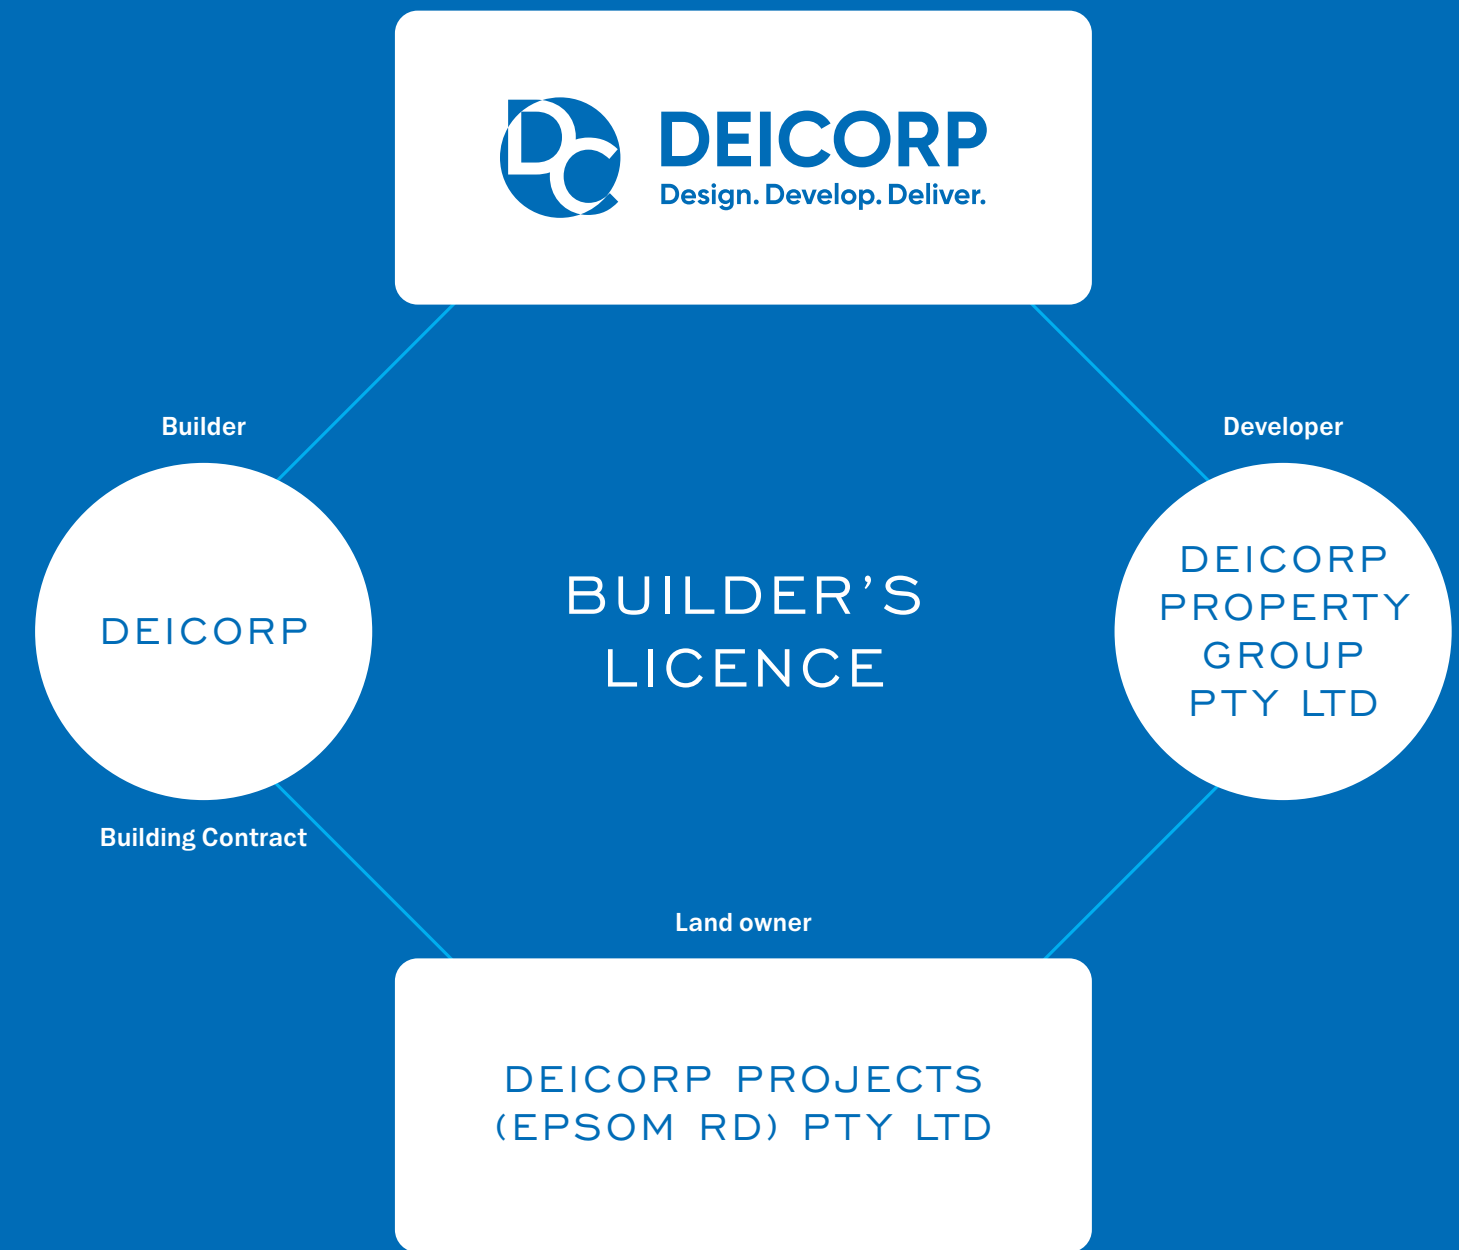 DC
DEICORP
Design. Develop. Deliver.
Builder
Developer
DEICORP
BUILDER’S
LICENCE
DEICORP
PROPERTY
GROUP
PTY LTD
Building Contract
Land owner
DEICORP PROJECTS
(EPSOM RD) PTY LTD